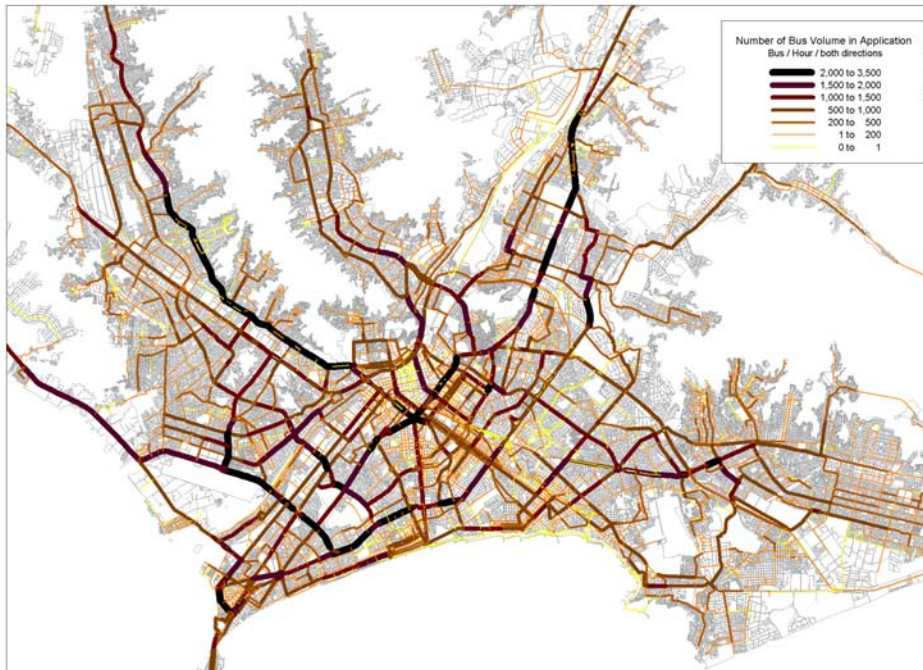 Number of Bus Volume in Application
Bus / Hour / both directions
2,000 to 3,500
1,500 to 2,000
1,000 to 1,500
500 to 1,000
200 to 500
1 to 200
0 to 1